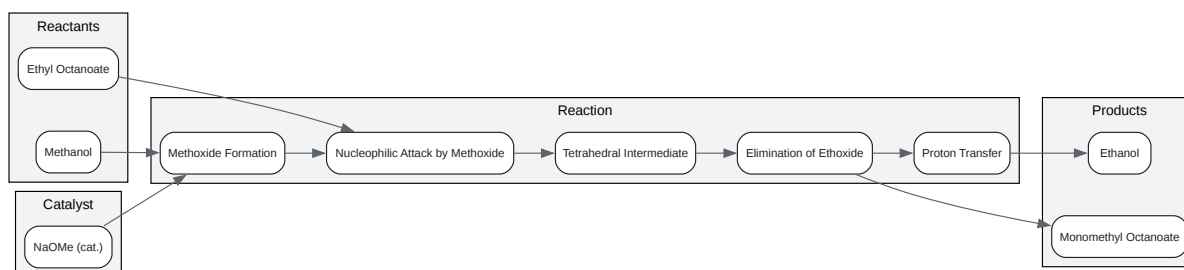 Reactants
Ethyl Octanoate
Methanol
Catalyst
NaOMe (cat.)
Reaction
Methoxide Formation
Nucleophilic Attack by Methoxide
Tetrahedral Intermediate
Elimination of Ethoxide
Proton Transfer
Products
Ethanol
Monomethyl Octanoate